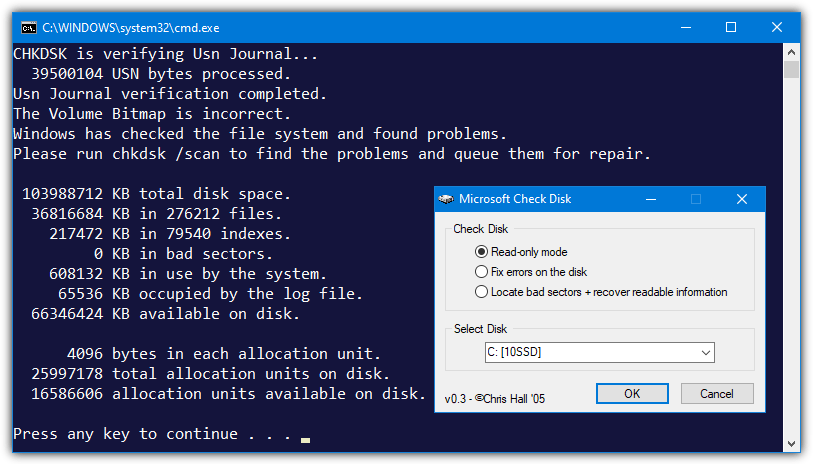 C:\WINDOWS\system32\cmd.exe
CHKDSK is verifying Usn Journal...
39500104 USN bytes processed.
Usn Journal verification completed.
The Volume Bitmap is incorrect.
Windows has checked the file system and found problems.
Please run chkdsk /scan to find the problems and queue them for repair.
103988712 KB total disk space.
36816684 KB in 276212 files.
217472 KB in 79540 indexes.
0 KB in bad sectors.
608132 KB in use by the system.
65536 KB occupied by the log file.
66346424 KB available on disk.
4096 bytes in each allocation unit.
25997178 total allocation units on disk.
16586606 allocation units available on disk.
Press any key to continue . . .
Microsoft Check Disk
Check Disk
Read-only mode
Fix errors on the disk
Locate bad sectors + recover readable information
Select Disk
C: [10SSD]
v0.3 - ©Chris Hall '05
OK
Cancel